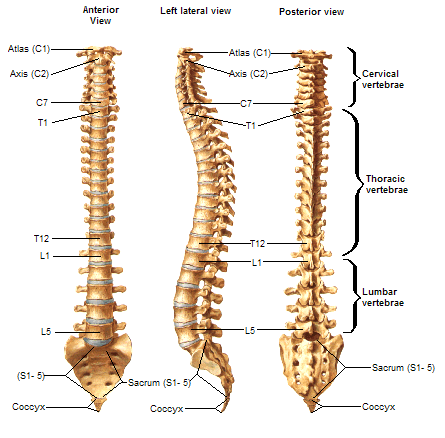 Anterior
View
Left lateral view
Posterior view
Atlas (C1)
Atlas (C1)
Axis (C2)
Axis (C2)
Cervical
vertebrae
C7
C7
T1
T1
Thoracic
vertebrae
T12
T12
L1
L1
Lumbar
vertebrae
L5
L5
(S1- 5)
Sacrum (S1- 5)
Sacrum (S1- 5)
Coccyx
Coccyx
Coccyx